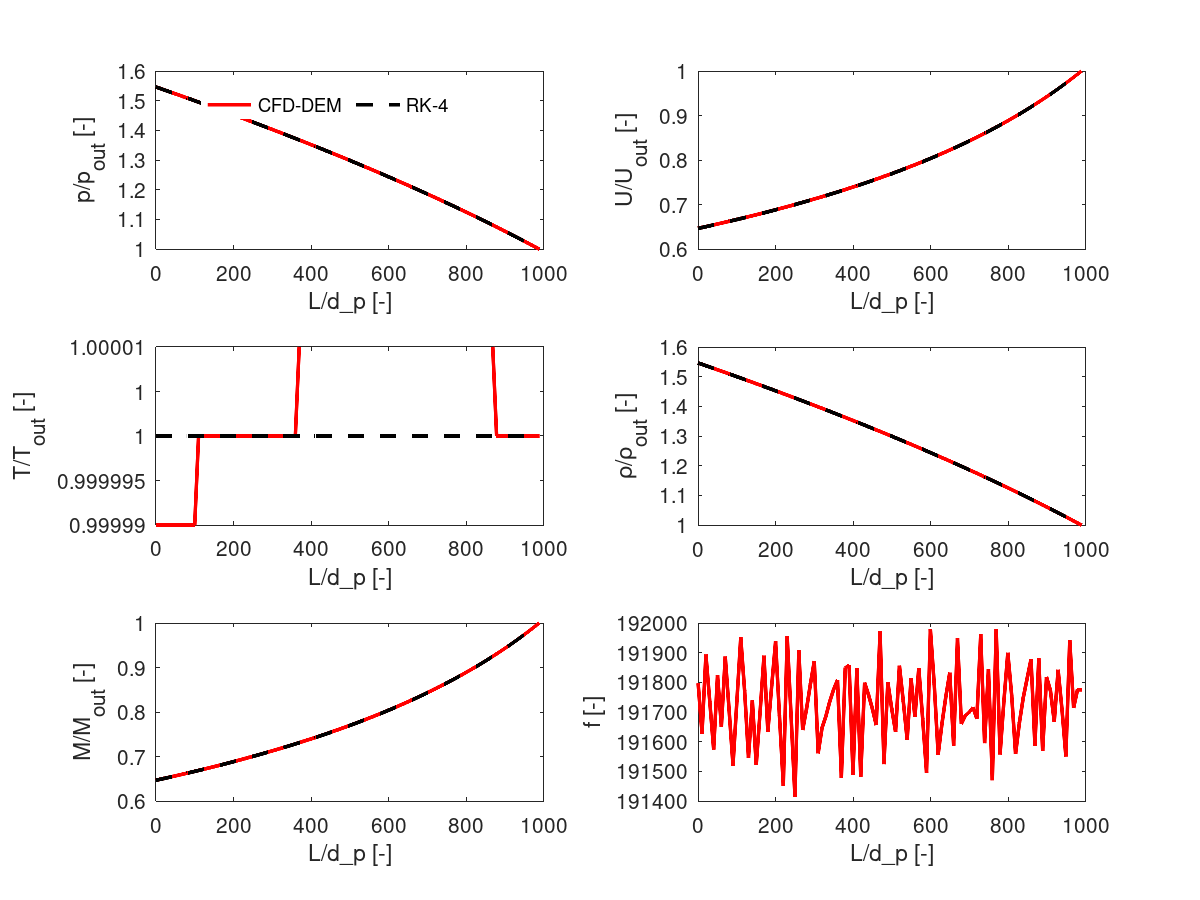 1.6
1.5
1.4
1.3
1.2
1.1
1
p/p_out [-]
CFD-DEM RK-4
0 200 400 600 800 1000
L/d_p [-]
1
0.9
0.8
0.7
0.6
U/U_out [-]
0 200 400 600 800 1000
L/d_p [-]
1.00001
1
1
0.999995
0.99999
T/T_out [-]
0 200 400 600 800 1000
L/d_p [-]
1.6
1.5
1.4
1.3
1.2
1.1
1
ρ/ρ_out [-]
0 200 400 600 800 1000
L/d_p [-]
1
0.9
0.8
0.7
0.6
M/M_out [-]
0 200 400 600 800 1000
L/d_p [-]
192000
191900
191800
191700
191600
191500
191400
f [-]
0 200 400 600 800 1000
L/d_p [-]